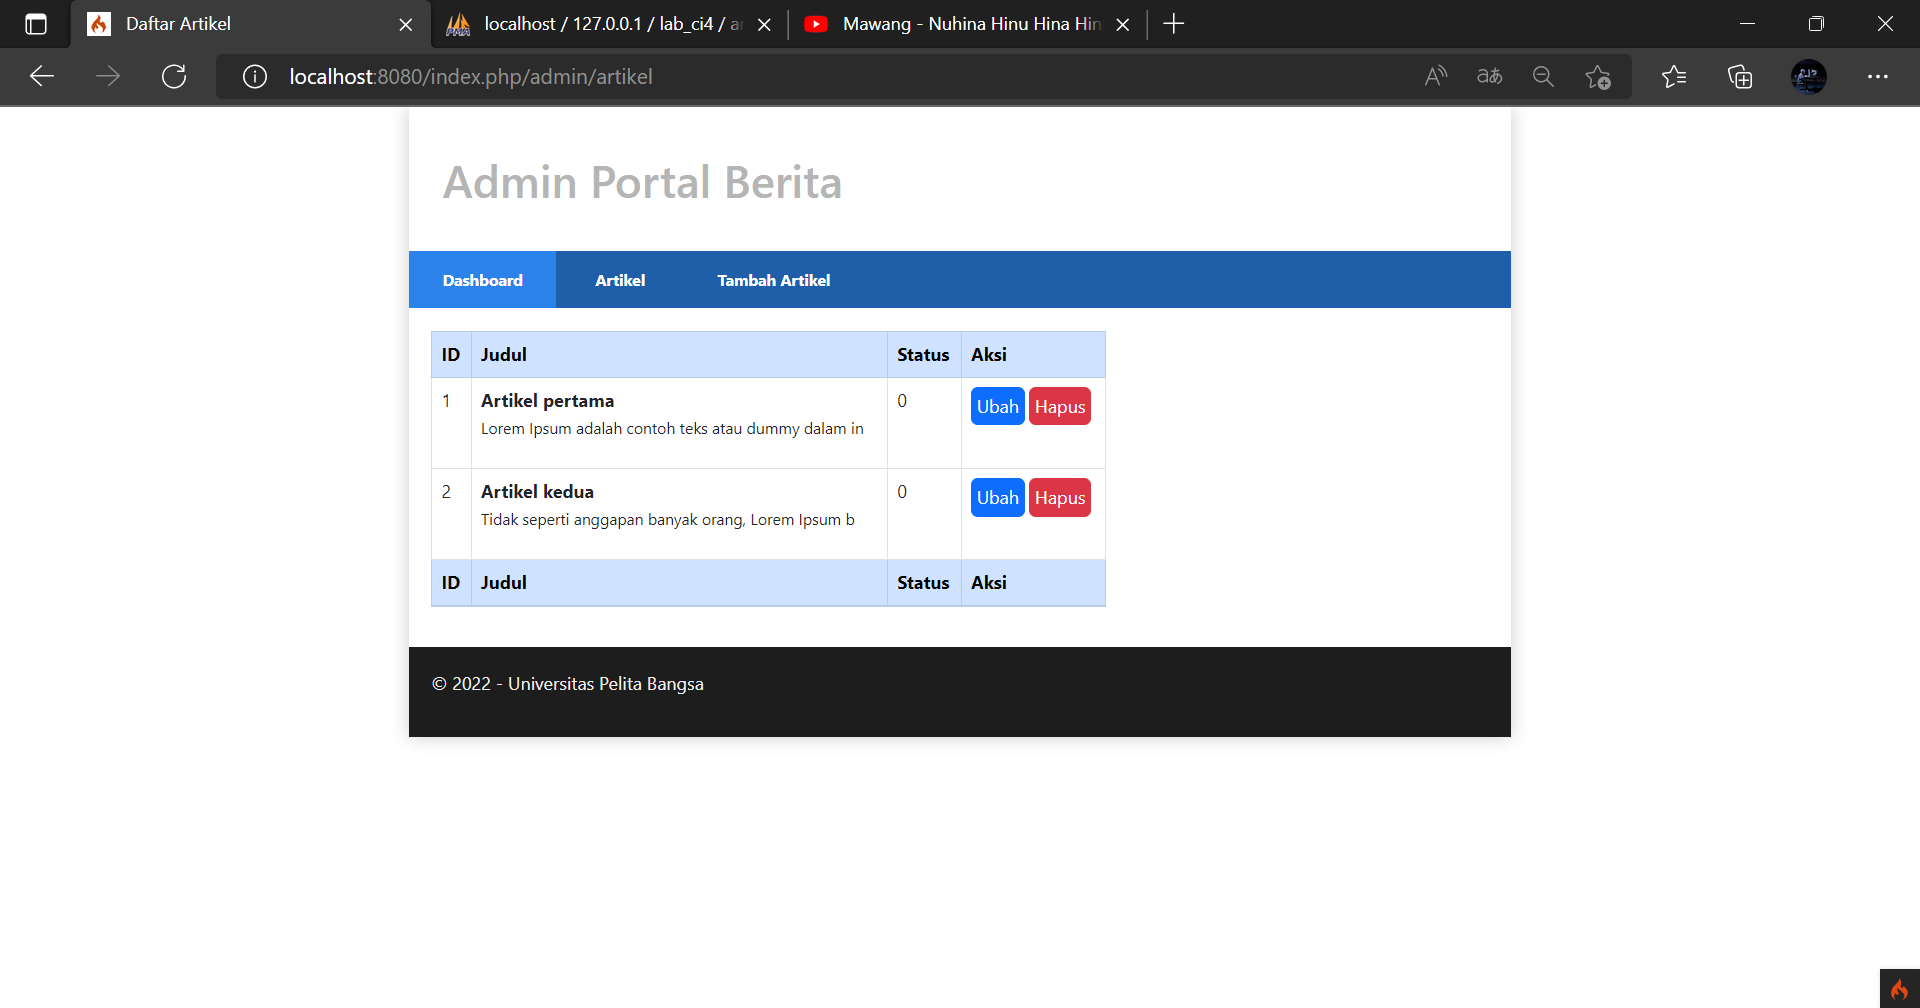 Daftar Artikel
localhost / 127.0.0.1 / lab_ci4 /
Mawang - Nuhina Hinu Hina Hin
localhost:8080/index.php/admin/artikel
Admin Portal Berita
Dashboard Artikel Tambah Artikel
ID Judul Status Aksi
1 Artikel pertama 0 Ubah Hapus
Lorem Ipsum adalah contoh teks atau dummy dalam in
2 Artikel kedua 0 Ubah Hapus
Tidak seperti anggapan banyak orang, Lorem Ipsum b
ID Judul Status Aksi
© 2022 - Universitas Pelita Bangsa